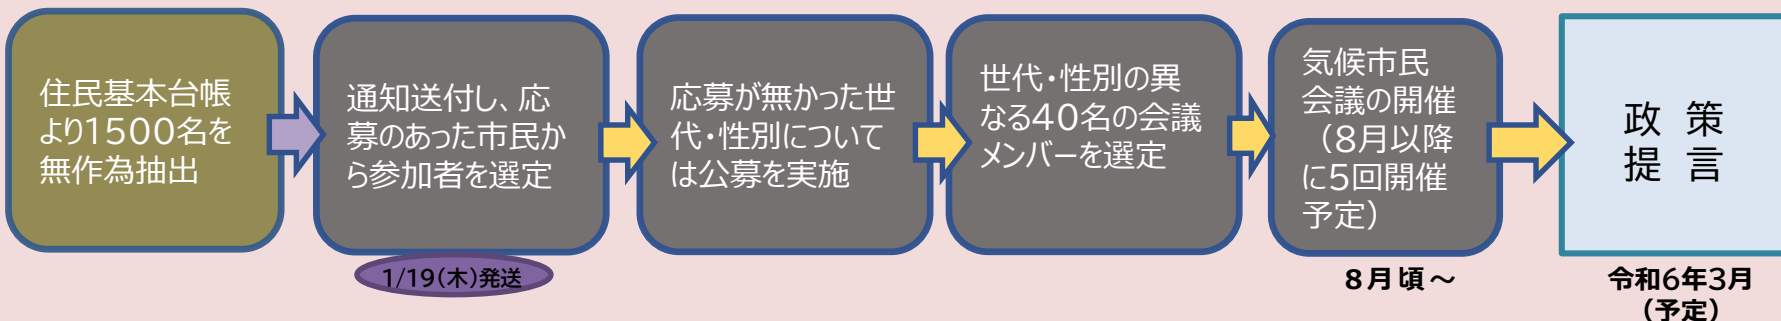 住民基本台帳
より1500名を
無作為抽出
通知送付し、応
募のあった市民か
ら参加者を選定
応募が無かった世
代・性別について
は公募を実施
世代・性別の異
なる40名の会議
メンバーを選定
気候市民
会議の開催
（8月以降
に5回開催
予定）
政 策
提 言
1/19(木)発送
8月頃～
令和6年3月
（予定）